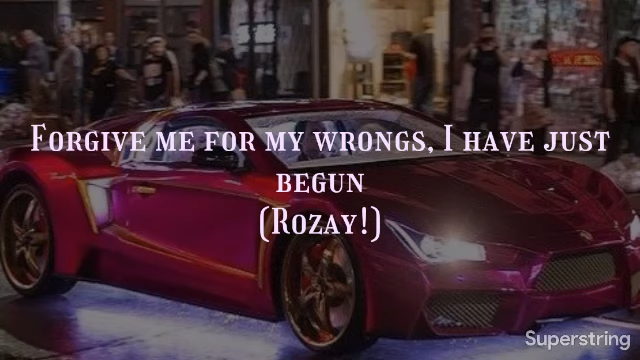 Forgive me for my wrongs, I have just
begun
(Rozay!)
Superstring